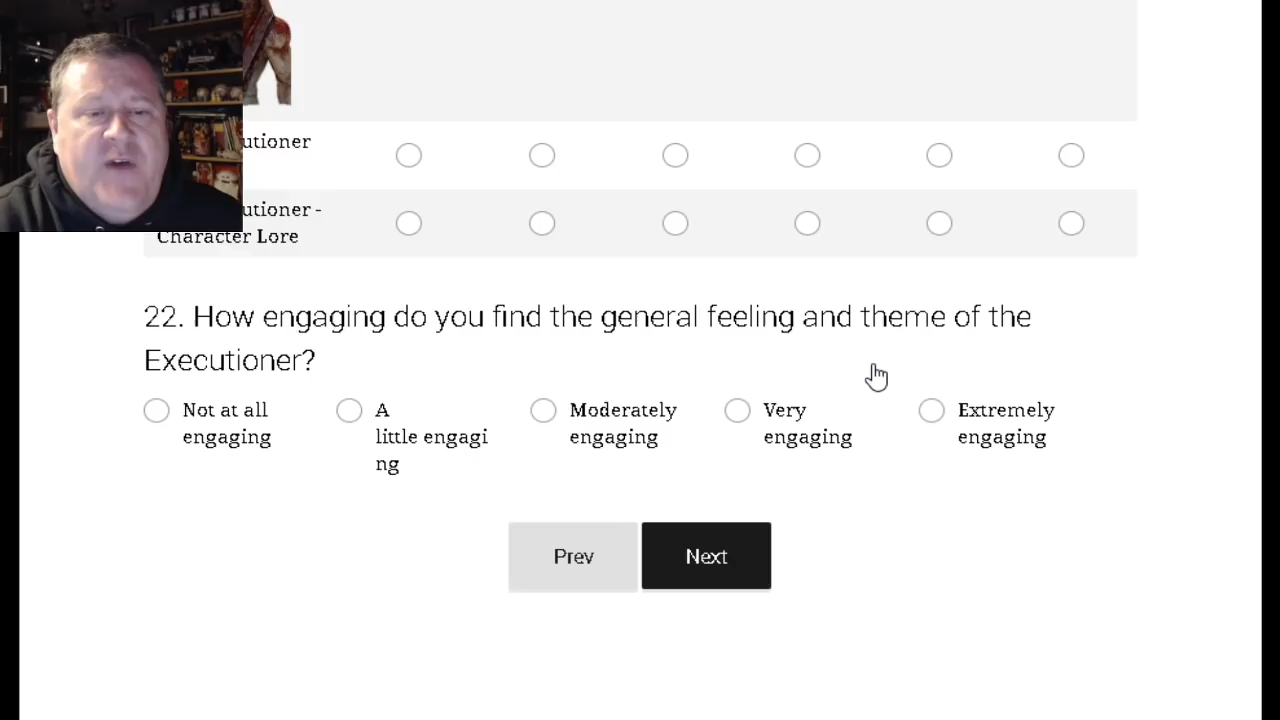 utioner
utioner -
Character Lore
22. How engaging do you find the general feeling and theme of the
Executioner?
Not at all
engaging
A
little engagi
ng
Moderately
engaging
Very
engaging
Extremely
engaging
Prev
Next